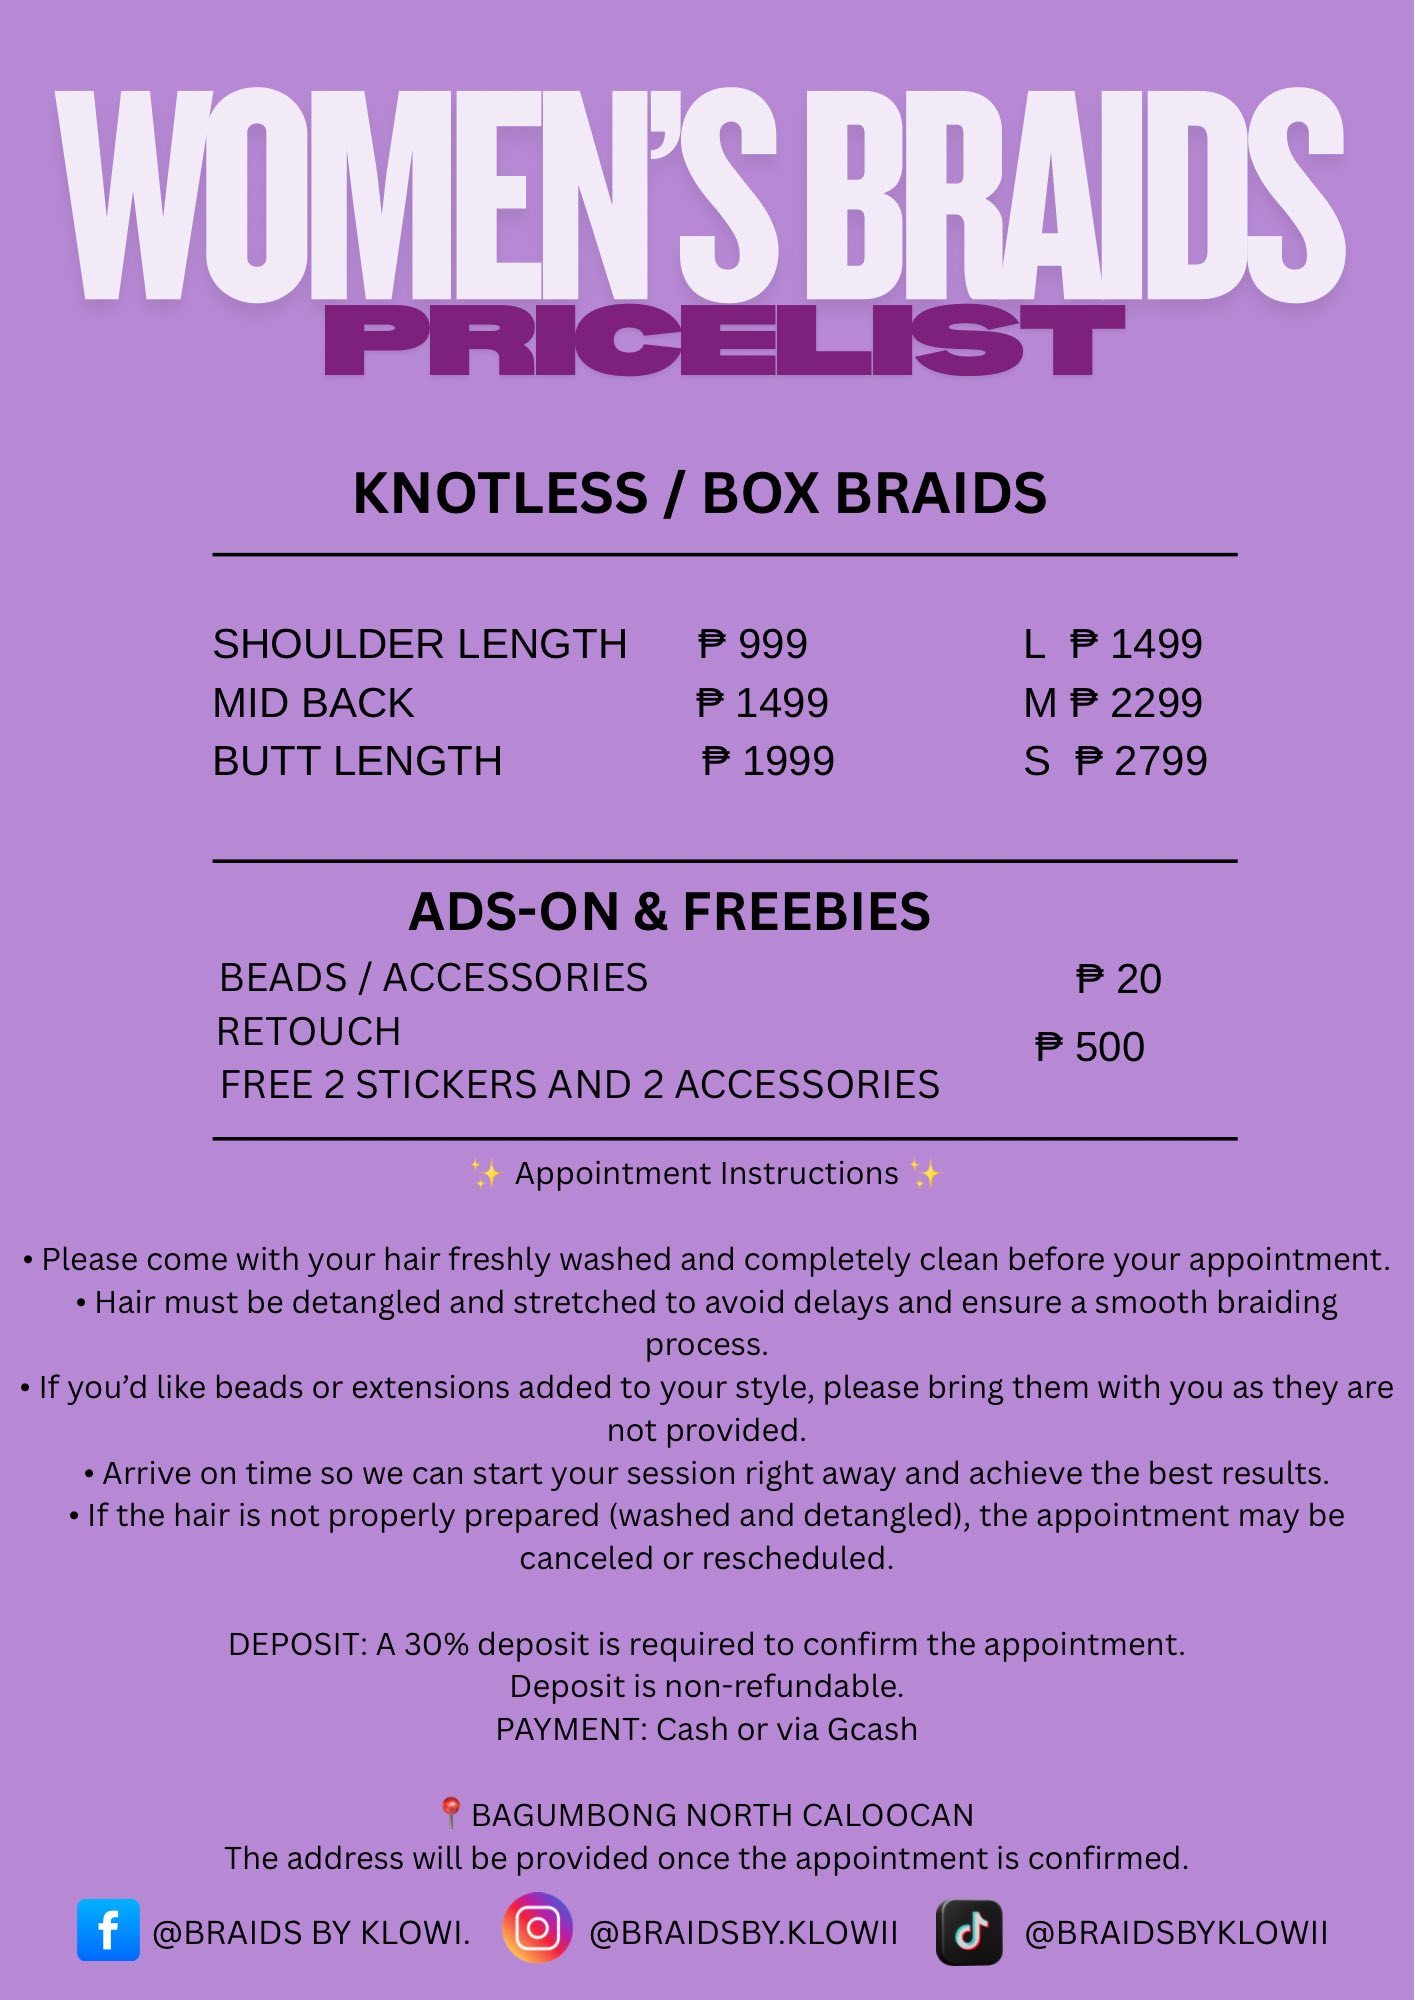 WOMEN’S BRAIDS
PRICELIST
KNOTLESS / BOX BRAIDS
SHOULDER LENGTH ₱ 999 L ₱ 1499
MID BACK ₱ 1499 M ₱ 2299
BUTT LENGTH ₱ 1999 S ₱ 2799
ADS-ON & FREEBIES
BEADS / ACCESSORIES ₱ 20
RETOUCH ₱ 500
FREE 2 STICKERS AND 2 ACCESSORIES
✨ Appointment Instructions ✨
• Please come with your hair freshly washed and completely clean before your appointment.
• Hair must be detangled and stretched to avoid delays and ensure a smooth braiding
process.
• If you’d like beads or extensions added to your style, please bring them with you as they are
not provided.
• Arrive on time so we can start your session right away and achieve the best results.
• If the hair is not properly prepared (washed and detangled), the appointment may be
canceled or rescheduled.
DEPOSIT: A 30% deposit is required to confirm the appointment.
Deposit is non-refundable.
PAYMENT: Cash or via Gcash
📍BAGUMBONG NORTH CALOOCAN
The address will be provided once the appointment is confirmed.
@BRAIDS BY KLOWI. @BRAIDSBY.KLOWII @BRAIDSBYKLOWII